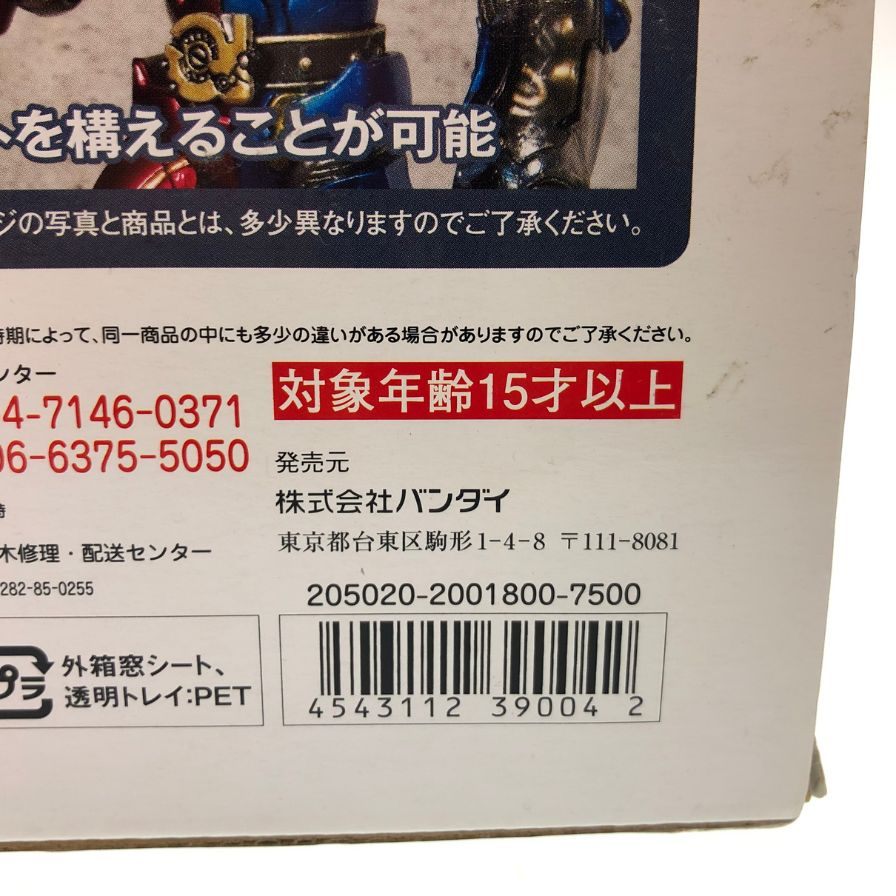 を構えることが可能
ジの写真と商品とは、多少異なりますのでご了承ください。
時期によって、同一商品の中にも多少の違いがある場合がありますのでご了承ください。
ンター
4-7146-0371
06-6375-5050
時
木修理・配送センター
282-85-0255
対象年齢15才以上
発売元
株式会社バンダイ
東京都台東区駒形1-4-8 〒111-8081
205020-2001800-7500
プラ
外箱窓シート、
透明トレイ:PET
4543112 39004 2